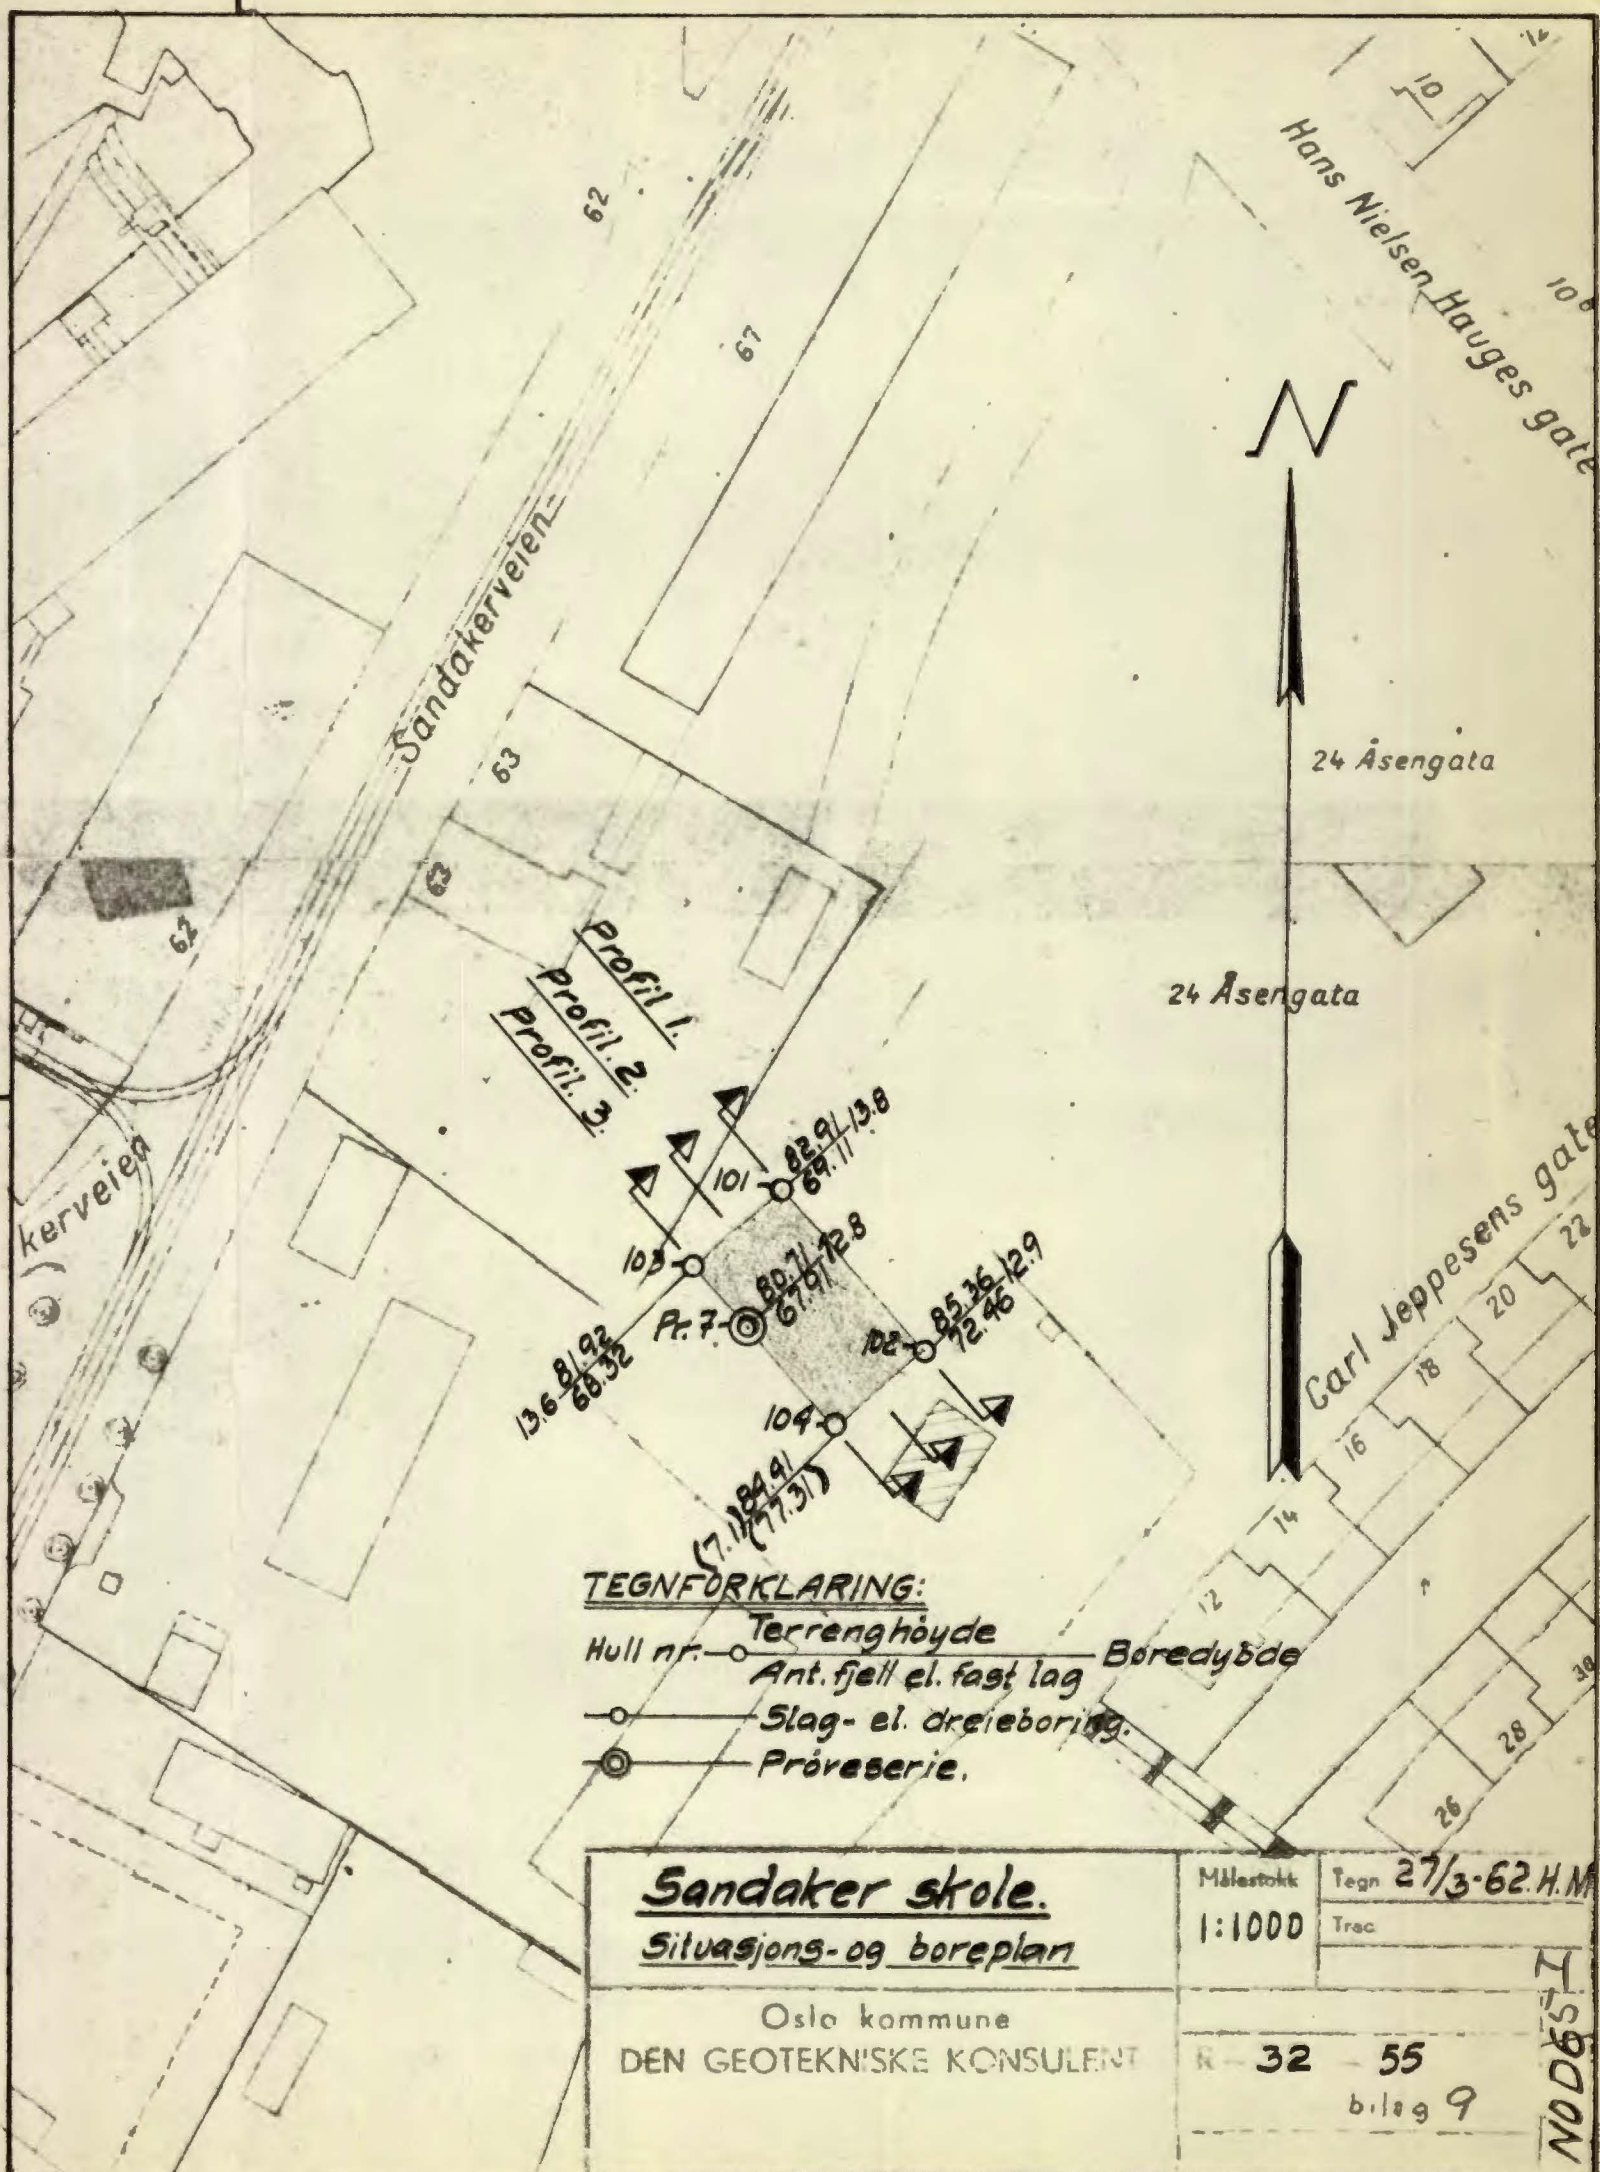 10
Hans Nielsen Hauges gate
62
67
Sandakerveien
N
63
24 Åsengata
63
62
24 Åsengata
Profil 1.
Profil. 2.
Profil. 3.
kerveien
101
82.91 13.8
69.11
103
80.71 12.8
67.91
Pr. 7
85.36 12.9
72.46
102
13.6 81.92
68.32
104
(7.1) 84.91
(77.31)
Carl Jeppesens gate
22
20
18
16
14
12
30
28
26
TEGNFORKLARING:
Hull nr. Terrenghöyde Boredybde
Ant. fjell el. fast lag
Slag- el. dreieboring.
Pröveserie.
Sandaker skole.
Situasjons- og boreplan
Målestokk
1:1000
Tegn 27/3-62. H.M
Trac
Oslo kommune
DEN GEOTEKNISKE KONSULENT
R - 32 - 55
bilag 9